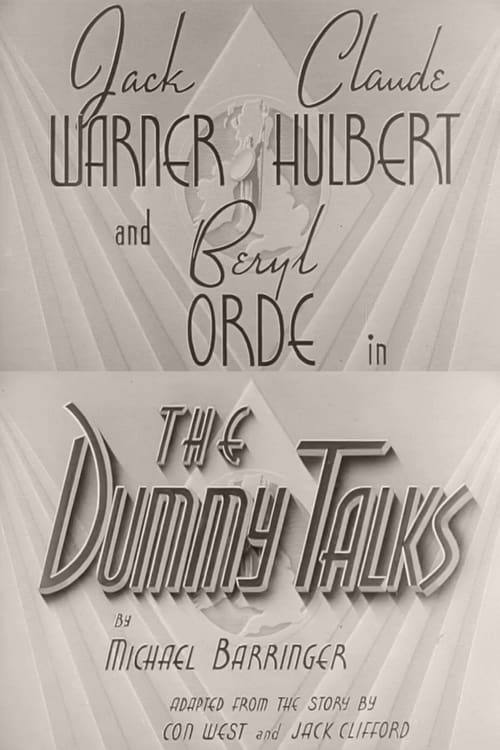 Jack Claude
WARNER HULBERT
and Beryl
ORDE in
THE
DUMMY TALKS
BY
MICHAEL BARRINGER
ADAPTED FROM THE STORY BY
CON WEST and JACK CLIFFORD